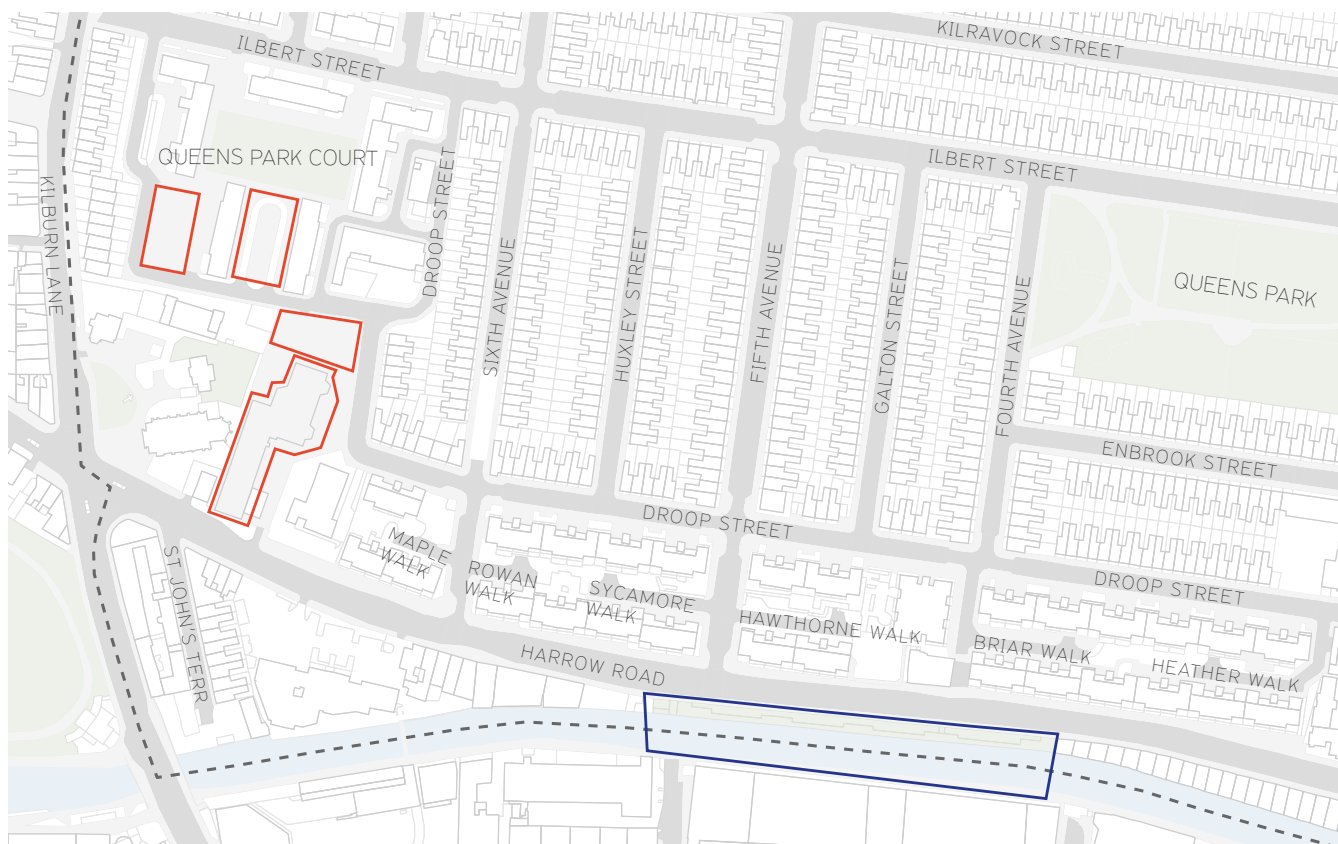 KILRAVOCK STREET
ILBERT STREET
QUEENS PARK COURT
ILBERT STREET
KILBURN LANE
DROOP STREET
SIXTH AVENUE
HUXLEY STREET
FIFTH AVENUE
GALTON STREET
FOURTH AVENUE
QUEENS PARK
ENBROOK STREET
DROOP STREET
MAPLE
WALK
ROWAN
WALK
SYCAMORE
WALK
HAWTHORNE WALK
DROOP STREET
BRIAR WALK
HEATHER WALK
ST JOHN'S TERR
HARROW ROAD